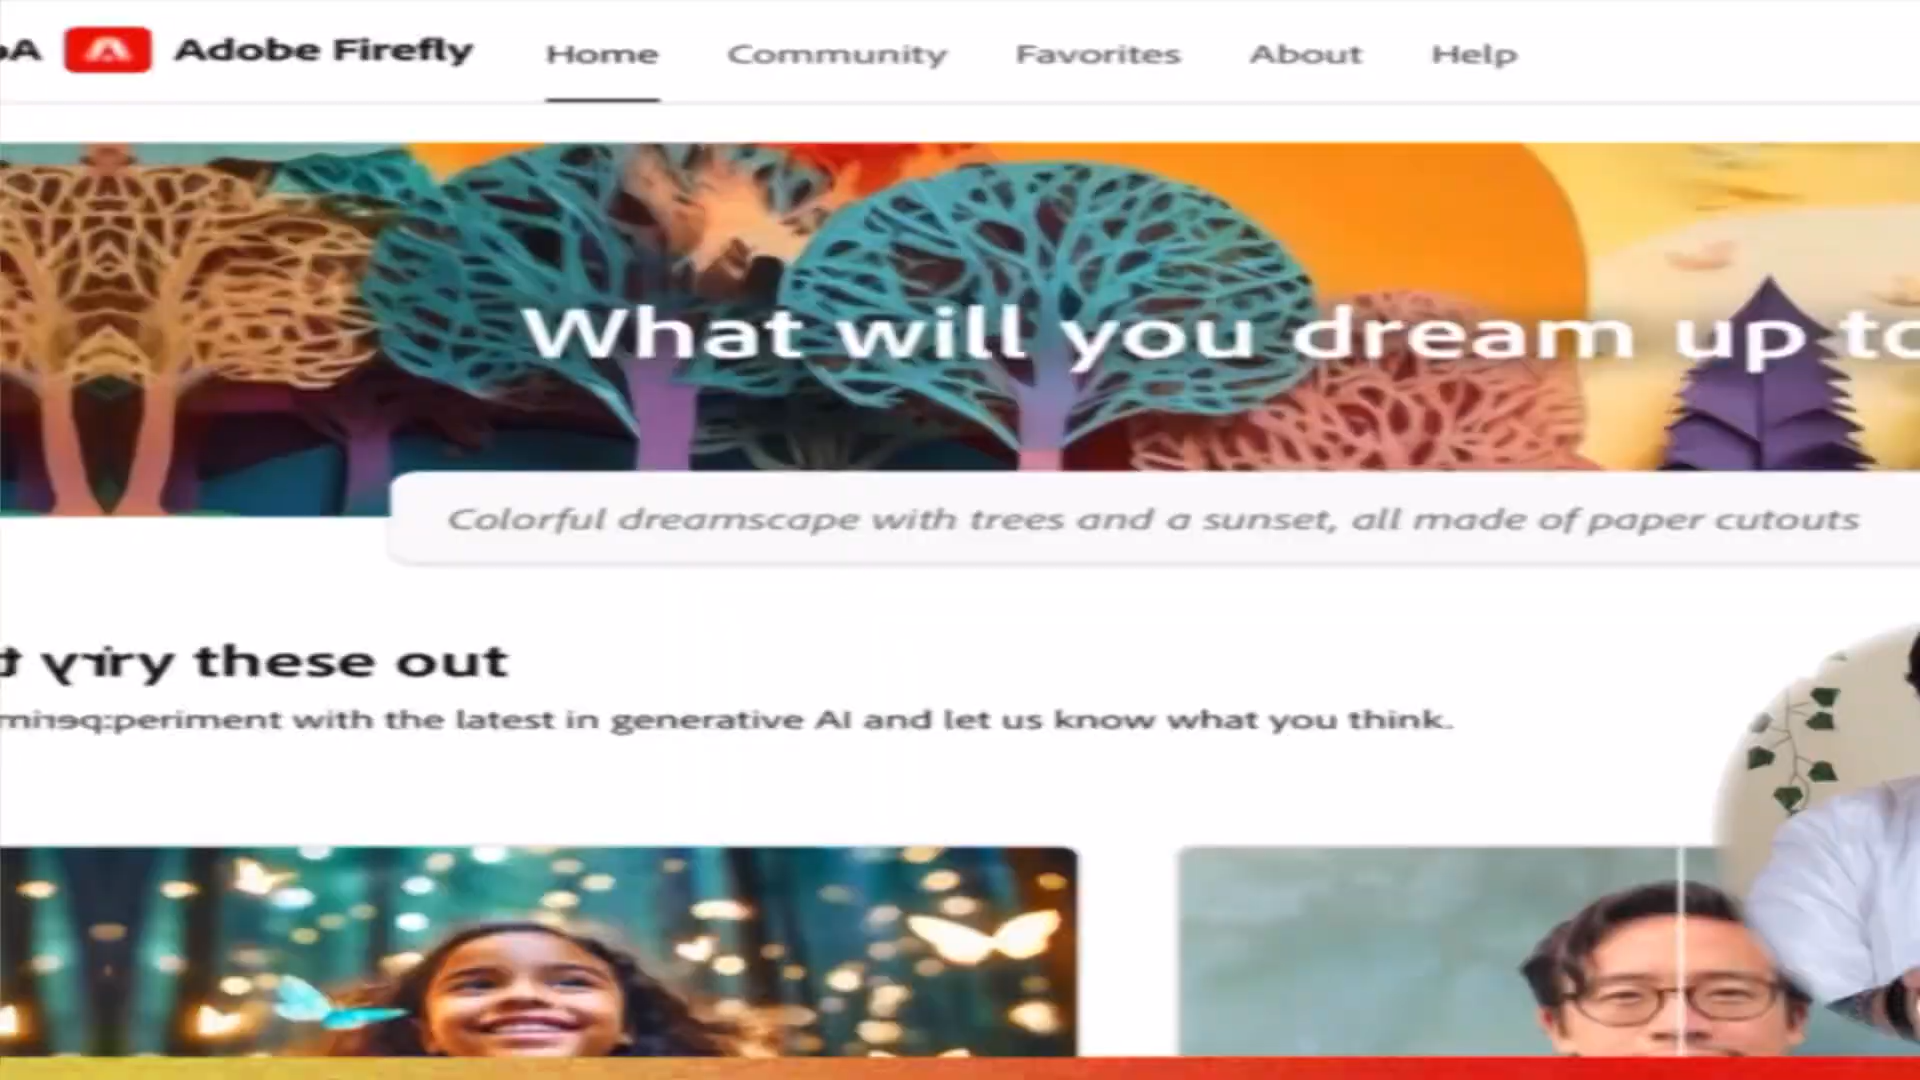 Adobe Firefly Home Community Favorites About Help
What will you dream up to
Colorful dreamscape with trees and a sunset, all made of paper cutouts
these out
with the latest in generative AI and let us know what you think.